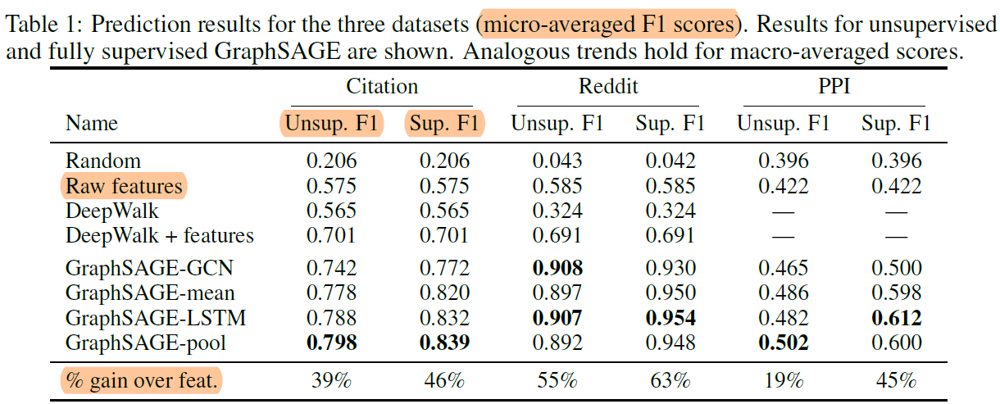 Table 1: Prediction results for the three datasets (micro-averaged F1 scores). Results for unsupervised
and fully supervised GraphSAGE are shown. Analogous trends hold for macro-averaged scores.
Citation Reddit PPI
Name Unsup. F1 Sup. F1 Unsup. F1 Sup. F1 Unsup. F1 Sup. F1
Random 0.206 0.206 0.043 0.042 0.396 0.396
Raw features 0.575 0.575 0.585 0.585 0.422 0.422
DeepWalk 0.565 0.565 0.324 0.324 — —
DeepWalk + features 0.701 0.701 0.691 0.691 — —
GraphSAGE-GCN 0.742 0.772 0.908 0.930 0.465 0.500
GraphSAGE-mean 0.778 0.820 0.897 0.950 0.486 0.598
GraphSAGE-LSTM 0.788 0.832 0.907 0.954 0.482 0.612
GraphSAGE-pool 0.798 0.839 0.892 0.948 0.502 0.600
% gain over feat. 39% 46% 55% 63% 19% 45%